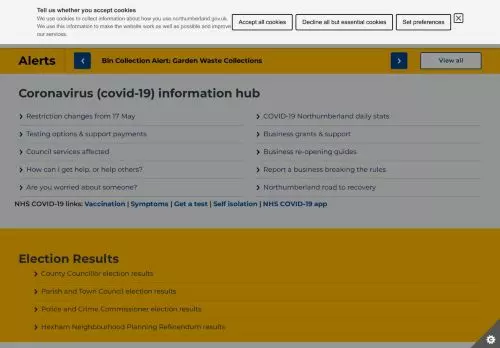 Tell us whether you accept cookies
We use cookies to collect information about how you use northumberland.gov.uk.
We use this information to make the website work as well as possible and improve
our services.
Accept all cookies
Decline all but essential cookies
Set preferences
Alerts
Bin Collection Alert: Garden Waste Collections
View all
Coronavirus (covid-19) information hub
Restriction changes from 17 May
COVID-19 Northumberland daily stats
Testing options & support payments
Business grants & support
Council services affected
Business re-opening guides
How can I get help, or help others?
Report a business breaking the rules
Are you worried about someone?
Northumberland road to recovery
NHS COVID-19 links: Vaccination | Symptoms | Get a test | Self isolation | NHS COVID-19 app
Election Results
County Councillor election results
Parish and Town Council election results
Police and Crime Commissioner election results
Hexham Neighbourhood Planning Referendum results